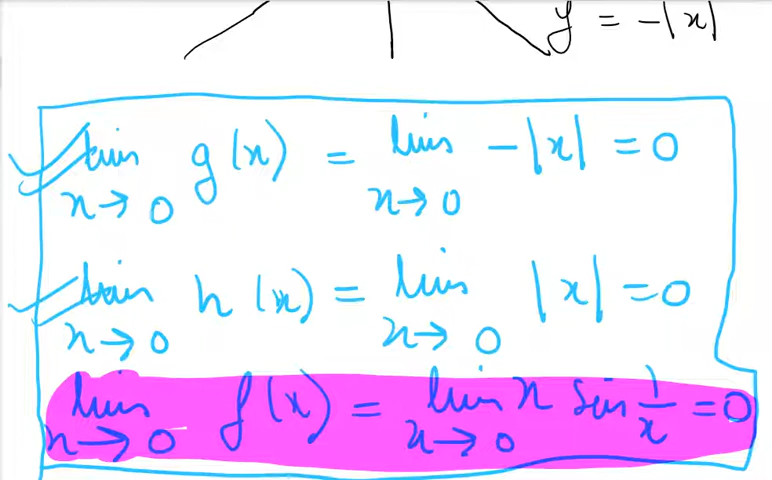 y = -|x|
lim x→0 g(x) = lim x→0 -|x| = 0
lim x→0 h(x) = lim x→0 |x| = 0
lim x→0 f(x) = lim x→0 x sin 1/x = 0